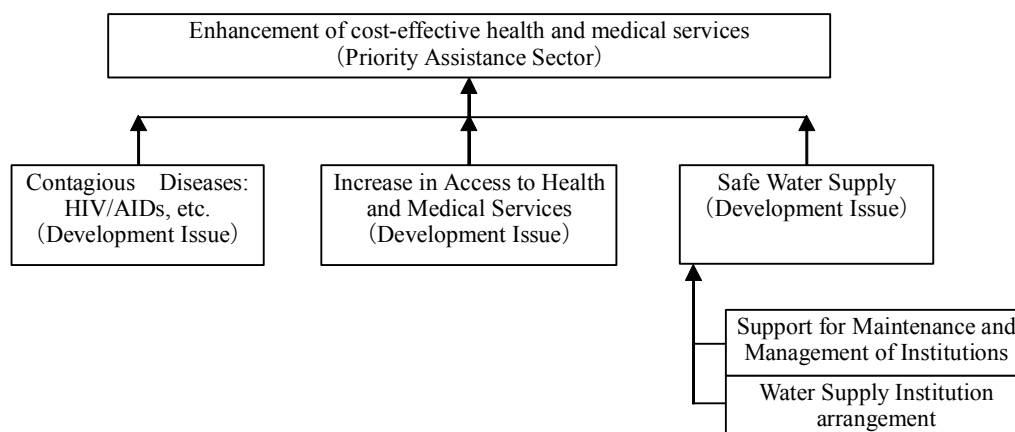 Enhancement of cost-effective health and medical services
（Priority Assistance Sector）
Contagious Diseases:
HIV/AIDs, etc.
（Development Issue）
Increase in Access to Health
and Medical Services
（Development Issue）
Safe Water Supply
（Development Issue）
Support for Maintenance and
Management of Institutions
Water Supply Institution
arrangement